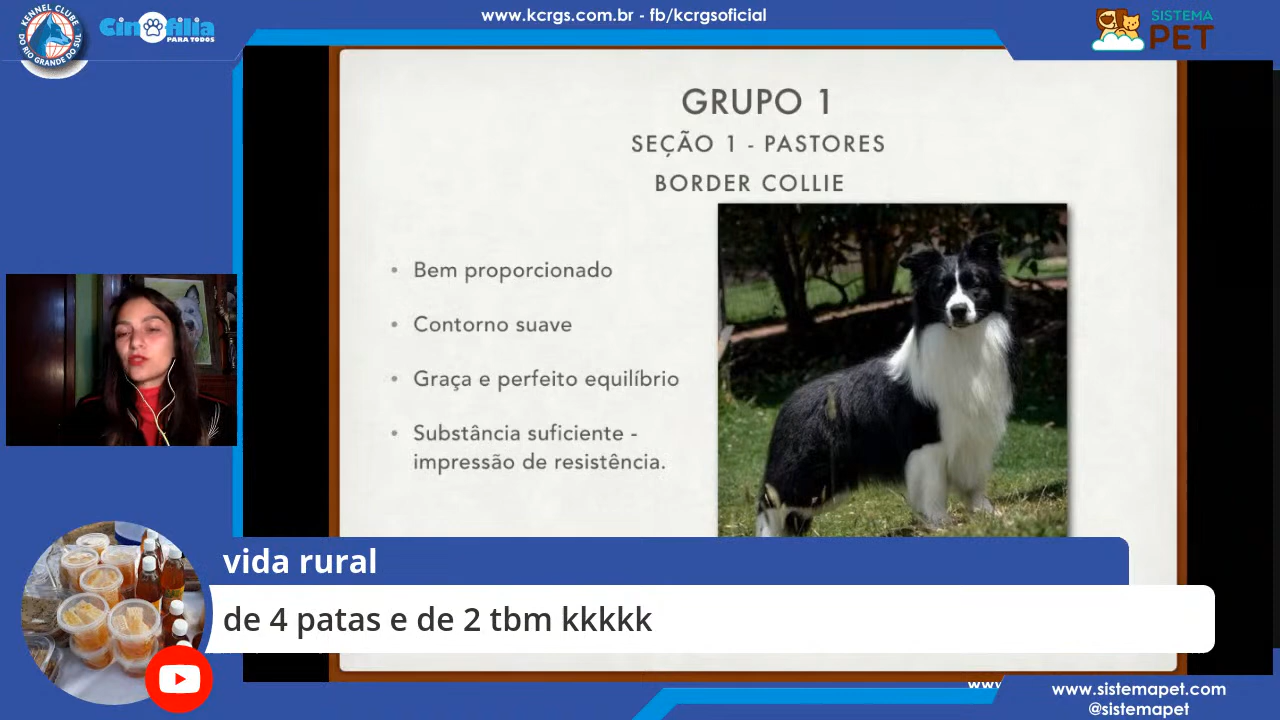 www.kcrgs.com.br - fb/kcrgsoficial
KENNEL CLUBE
DO RIO GRANDE DO SUL
Cinofilia
PARA TODOS
SISTEMA
PET
GRUPO 1
SEÇÃO 1 - PASTORES
BORDER COLLIE
• Bem proporcionado
• Contorno suave
• Graça e perfeito equilíbrio
• Substância suficiente -
impressão de resistência.
vida rural
de 4 patas e de 2 tbm kkkkk
www
www.sistemapet.com
@sistemapet